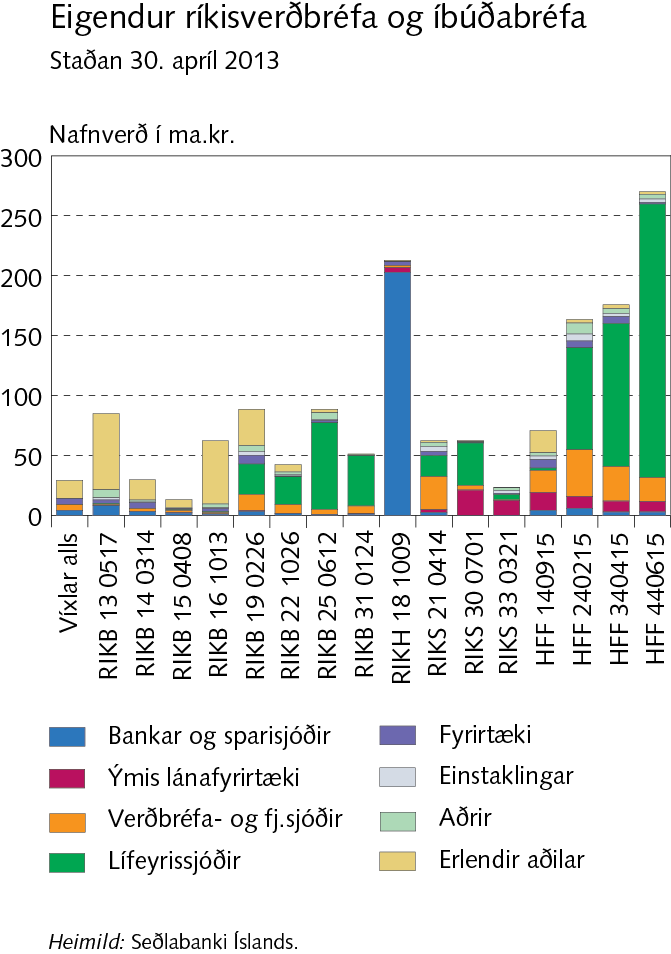 Eigendur ríkisverðbréfa og íbúðabréfa
Staðan 30. apríl 2013
Nafnverð í ma.kr.
300
250
200
150
100
50
0
Víxlar alls
RIKB 13 0517
RIKB 14 0314
RIKB 15 0408
RIKB 16 1013
RIKB 19 0226
RIKB 22 1026
RIKB 25 0612
RIKB 31 0124
RIKH 18 1009
RIKS 21 0414
RIKS 30 0701
RIKS 33 0321
HFF 140915
HFF 240215
HFF 340415
HFF 440615
Bankar og sparisjóðir
Ýmis lánafyrirtæki
Verðbréfa- og fj.sjóðir
Lífeyrissjóðir
Fyrirtæki
Einstaklingar
Aðrir
Erlendir aðilar
Heimild: Seðlabanki Íslands.